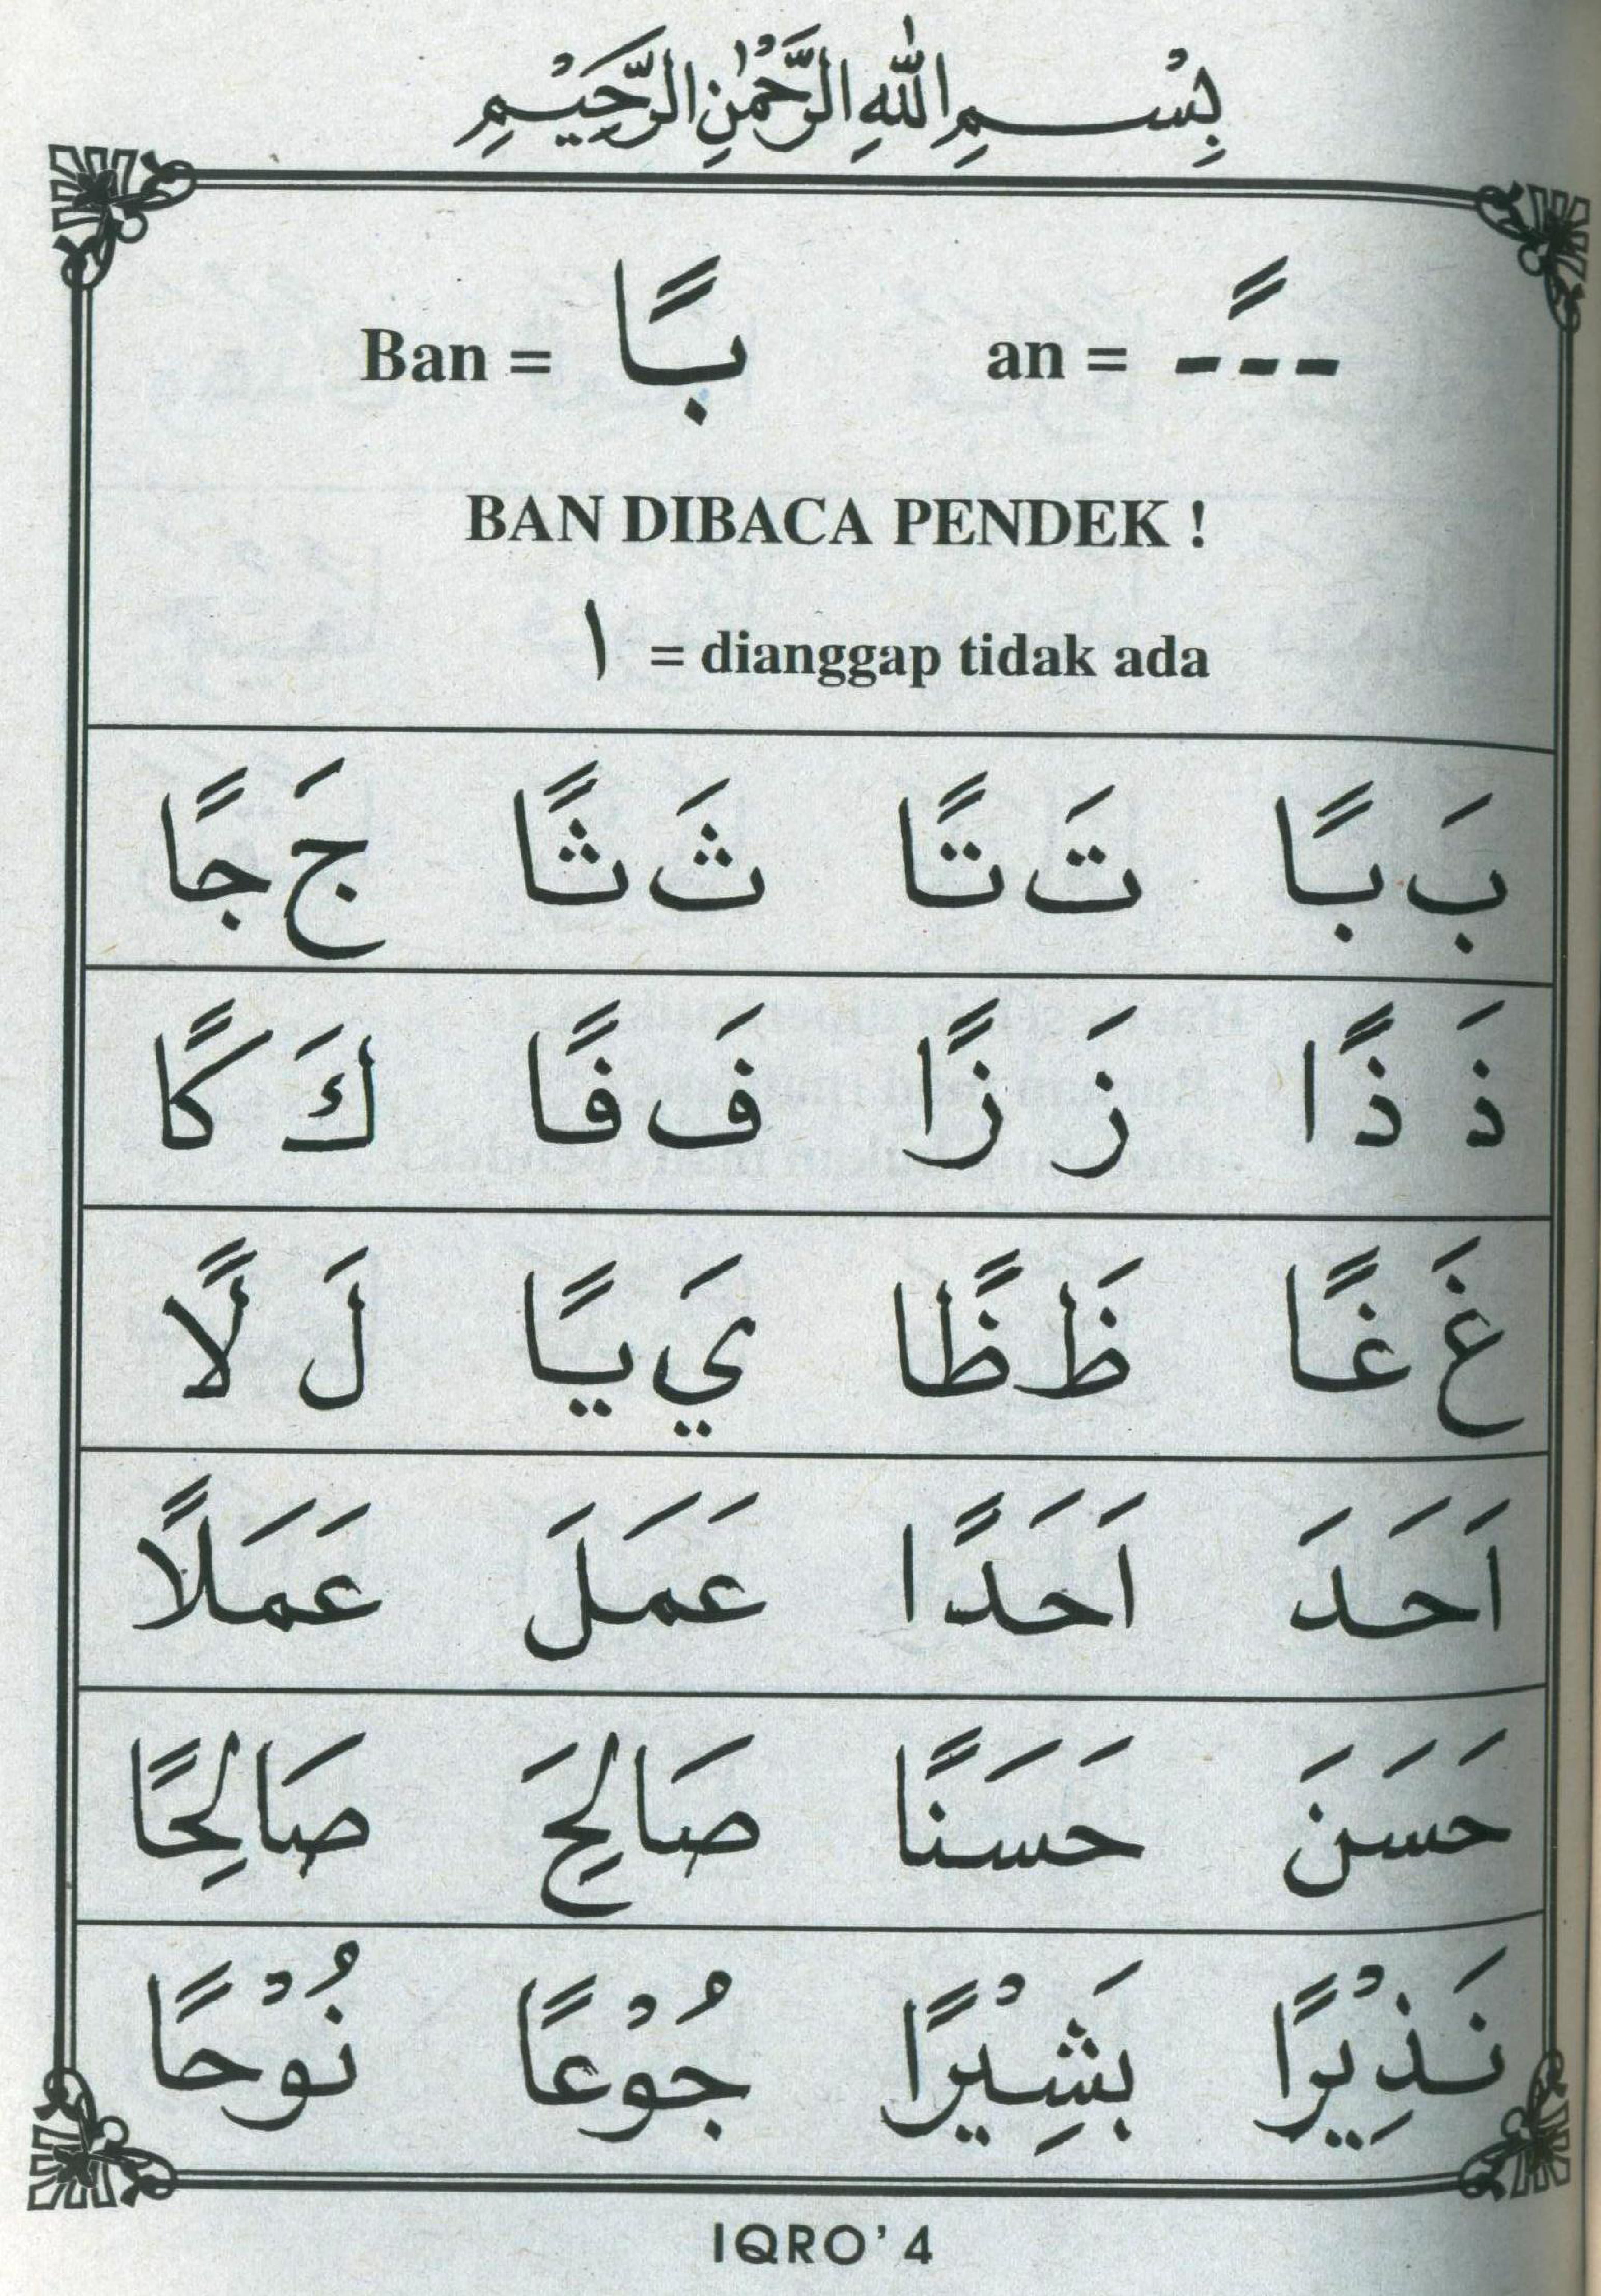 بِسْمِ اللهِ الرَّحْمٰنِ الرَّحِيْمِ
Ban = بًا an = ---ً
BAN DIBACA PENDEK !
ا = dianggap tidak ada
بَ بًا تَ تًا ثَ ثًا جَ جًا
ذَ ذًا زَ زًا فَ فًا كَ كًا
غَ غًا ظَ ظًا يَ يًا لَ لًا
اَحَدَ اَحَدًا عَمَلَ عَمَلًا
حَسَنَ حَسَنًا صَالِحَ صَالِحًا
نَذِيْرًا بَشِيْرًا جُوْعًا نُوْحًا
IQRO' 4